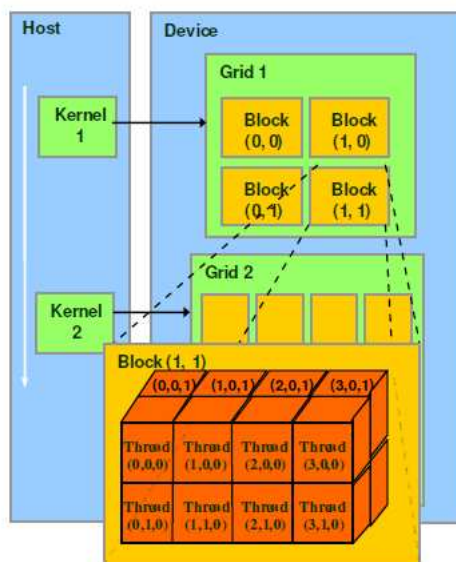 Host
Device
Grid 1
Kernel
1
Block
(0, 0)
Block
(1, 0)
Block
(0, 1)
Block
(1, 1)
Grid 2
Kernel
2
Block (1, 1)
(0,0,1)
(1,0,1)
(2,0,1)
(3,0,1)
Thread
(0,0,0)
Thread
(1,0,0)
Thread
(2,0,0)
Thread
(3,0,0)
Thread
(0,1,0)
Thread
(1,1,0)
Thread
(2,1,0)
Thread
(3,1,0)